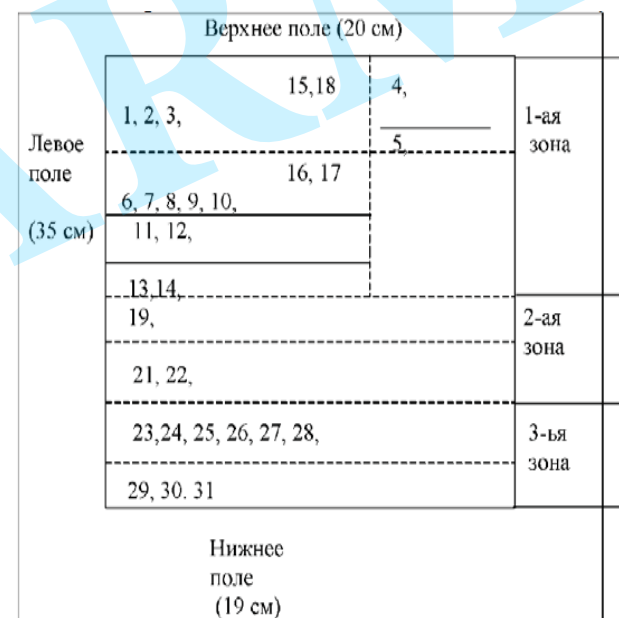 Верхнее поле (20 см)
15,18
4,
1, 2, 3,
1-ая
зона
5,
Левое
поле
(35 см)
16, 17
6, 7, 8, 9, 10,
11, 12,
13,14,
19,
2-ая
зона
21, 22,
23,24, 25, 26, 27, 28,
3-ья
зона
29, 30. 31
Нижнее
поле
(19 см)